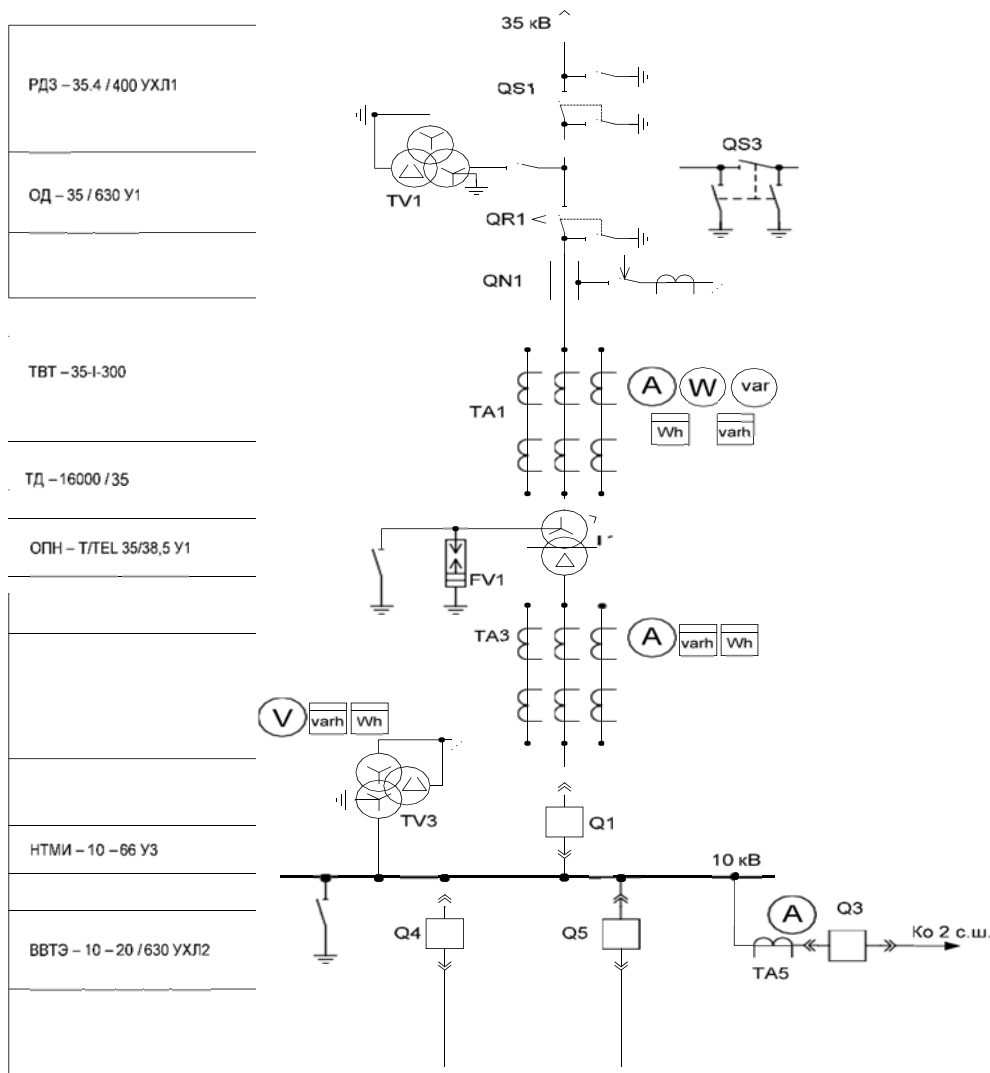 35 кВ
РДЗ – 35.4 / 400 УХЛ1
QS1
QS3
ОД – 35 / 630 У1
TV1
QR1
QN1
ТВТ – 35-I-300
A
W
var
TA1
Wh
varh
ТД – 16000 / 35
ОПН – T/TEL 35/38,5 У1
FV1
TA3
A
varh
Wh
V
varh
Wh
TV3
Q1
НТМИ – 10 – 66 У3
10 кВ
A
Q3
Q4
Q5
Ко 2 с.ш.
ВВТЭ – 10 – 20 / 630 УХЛ2
TA5